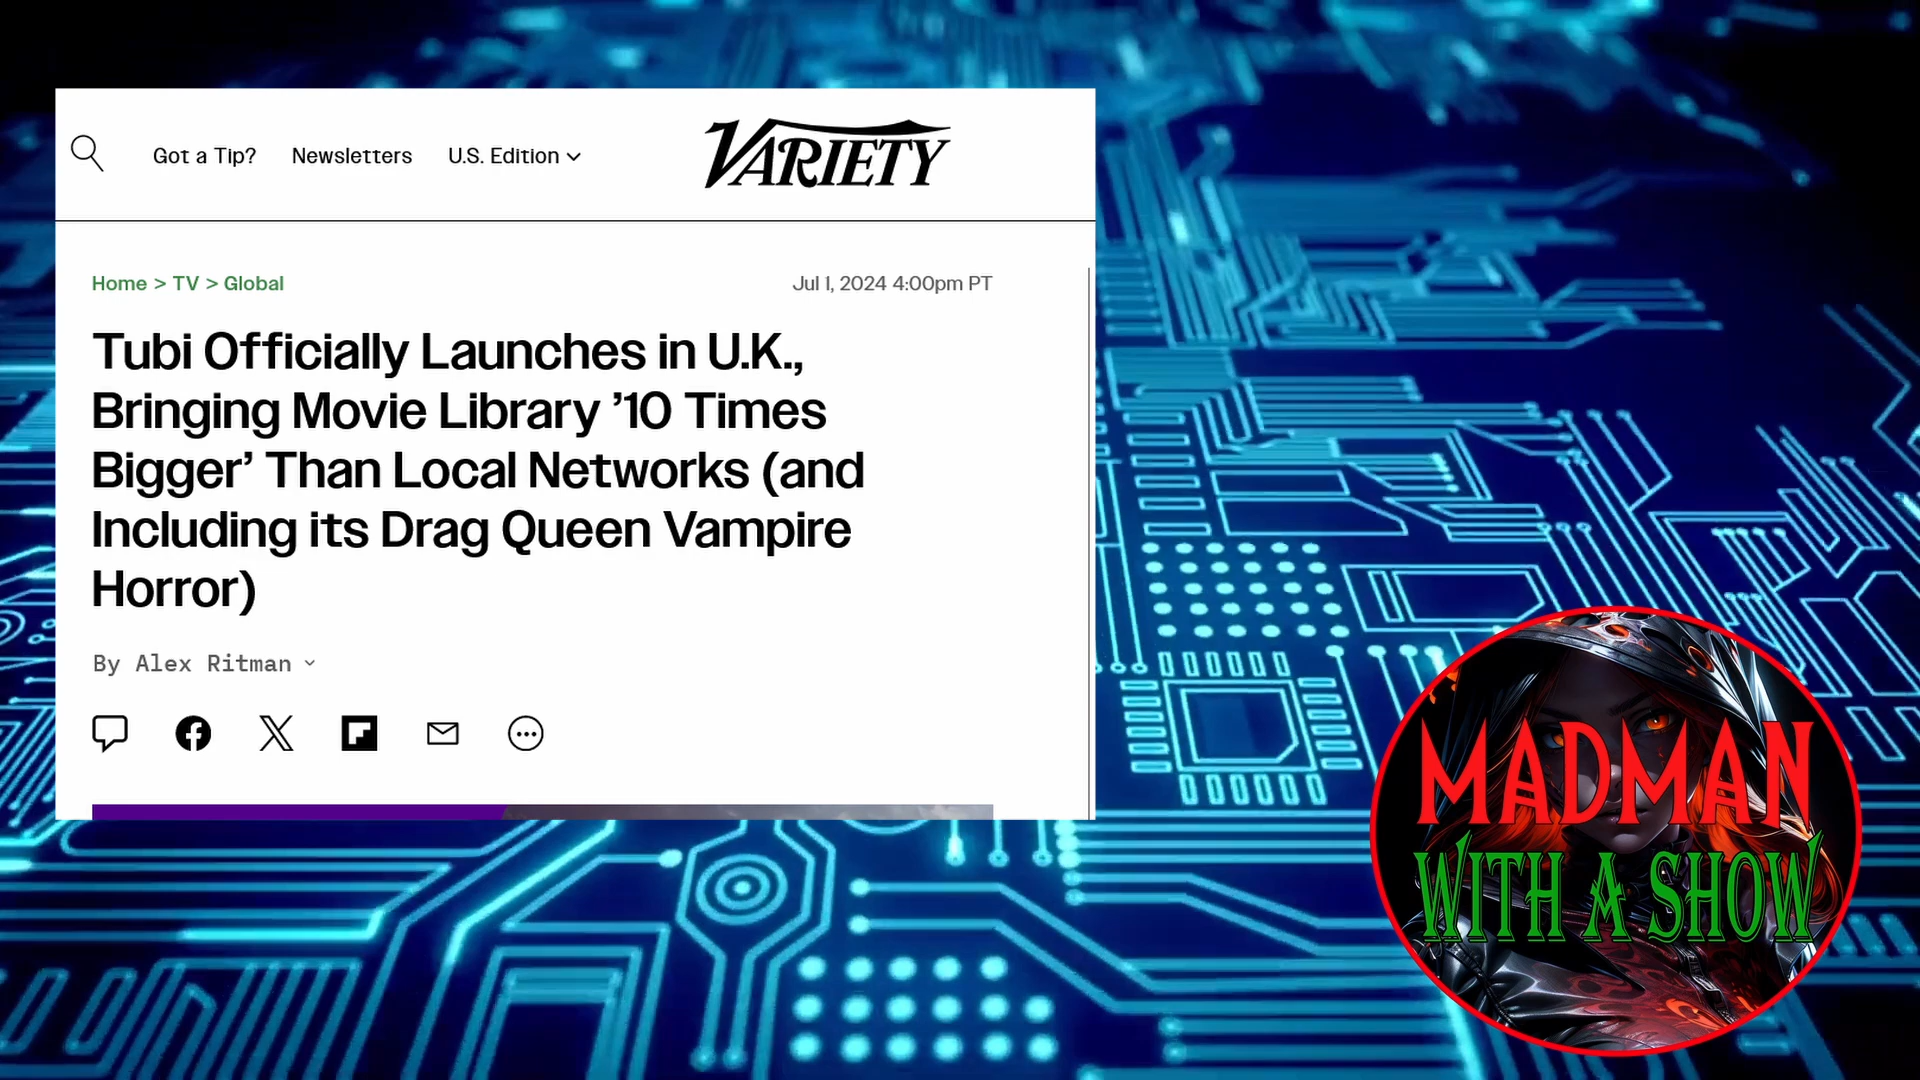 Got a Tip? Newsletters U.S. Edition
VARIETY
Home > TV > Global
Jul 1, 2024 4:00pm PT
Tubi Officially Launches in U.K.,
Bringing Movie Library ’10 Times
Bigger’ Than Local Networks (and
Including its Drag Queen Vampire
Horror)
By Alex Ritman
MADMAN
WITH A SHOW